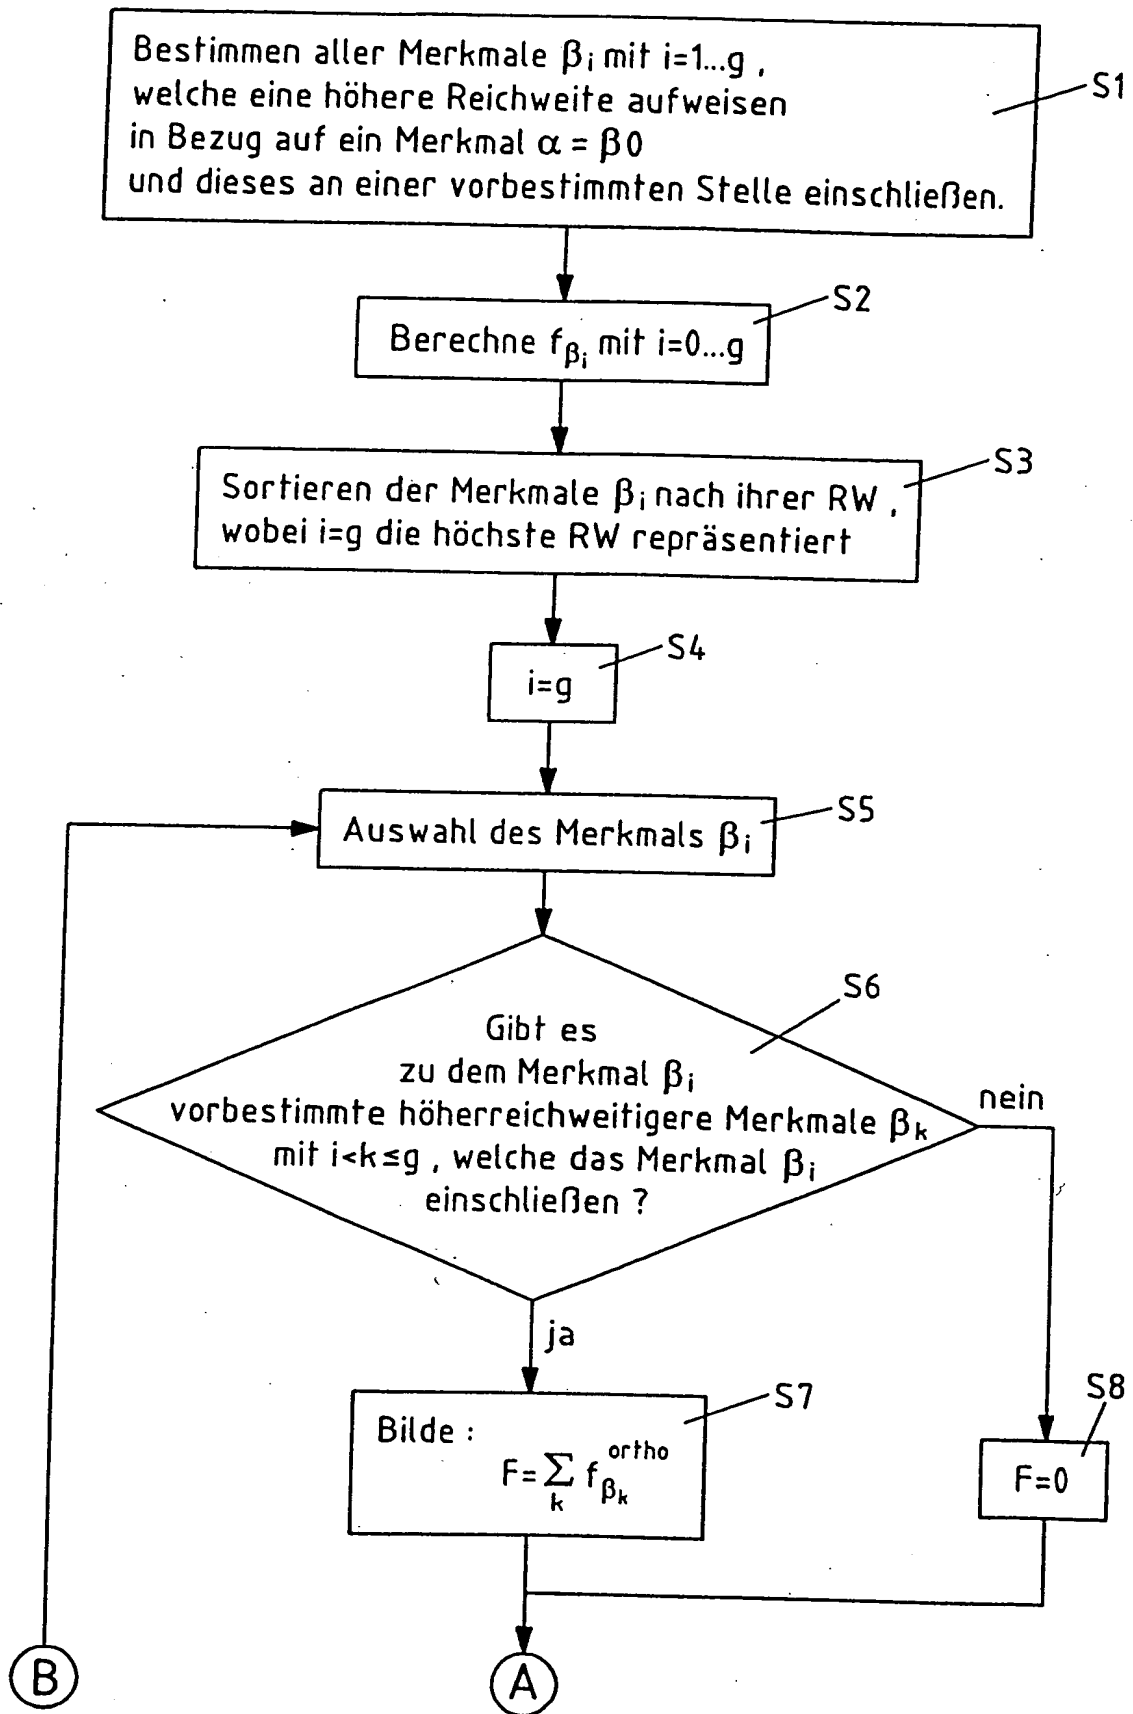 Bestimmen aller Merkmale βi mit i=1...g ,
welche eine höhere Reichweite aufweisen
in Bezug auf ein Merkmal α = β0
und dieses an einer vorbestimmten Stelle einschließen.
S1
Berechne fβi mit i=0...g
S2
Sortieren der Merkmale βi nach ihrer RW ,
wobei i=g die höchste RW repräsentiert
S3
i=g
S4
Auswahl des Merkmals βi
S5
Gibt es
zu dem Merkmal βi
vorbestimmte höherreichweitigere Merkmale βk
mit i<k≤g , welche das Merkmal βi
einschließen ?
S6
nein
ja
Bilde :
F=∑k fβk^ortho
S7
F=0
S8
B
A